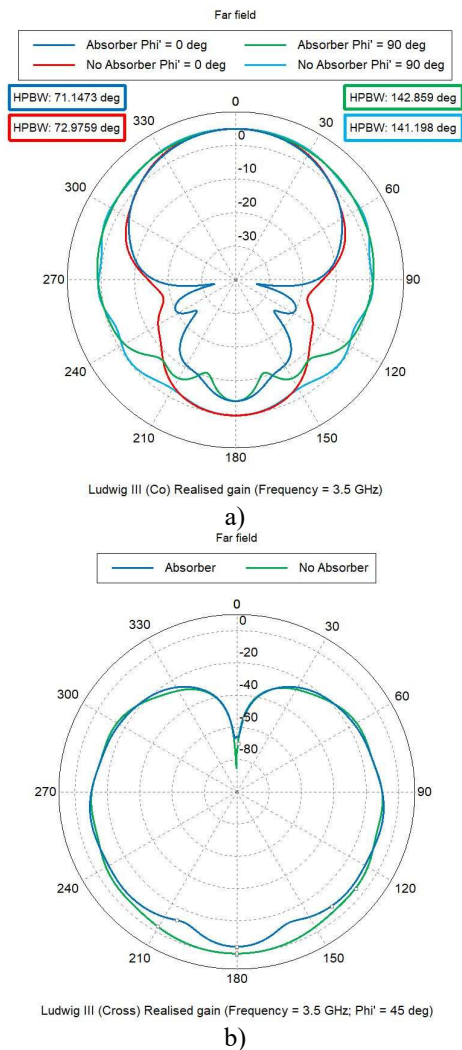 Far field
Absorber Phi' = 0 deg
Absorber Phi' = 90 deg
No Absorber Phi' = 0 deg
No Absorber Phi' = 90 deg
HPBW: 71.1473 deg
HPBW: 142.859 deg
HPBW: 72.9759 deg
HPBW: 141.198 deg
0
330
30
0
-10
300
60
-20
-30
270
90
240
120
210
150
180
Ludwig III (Co) Realised gain (Frequency = 3.5 GHz)
a)
Far field
Absorber
No Absorber
0
330
30
0
-20
300
60
-40
-60
-80
270
90
240
120
210
150
180
Ludwig III (Cross) Realised gain (Frequency = 3.5 GHz; Phi' = 45 deg)
b)